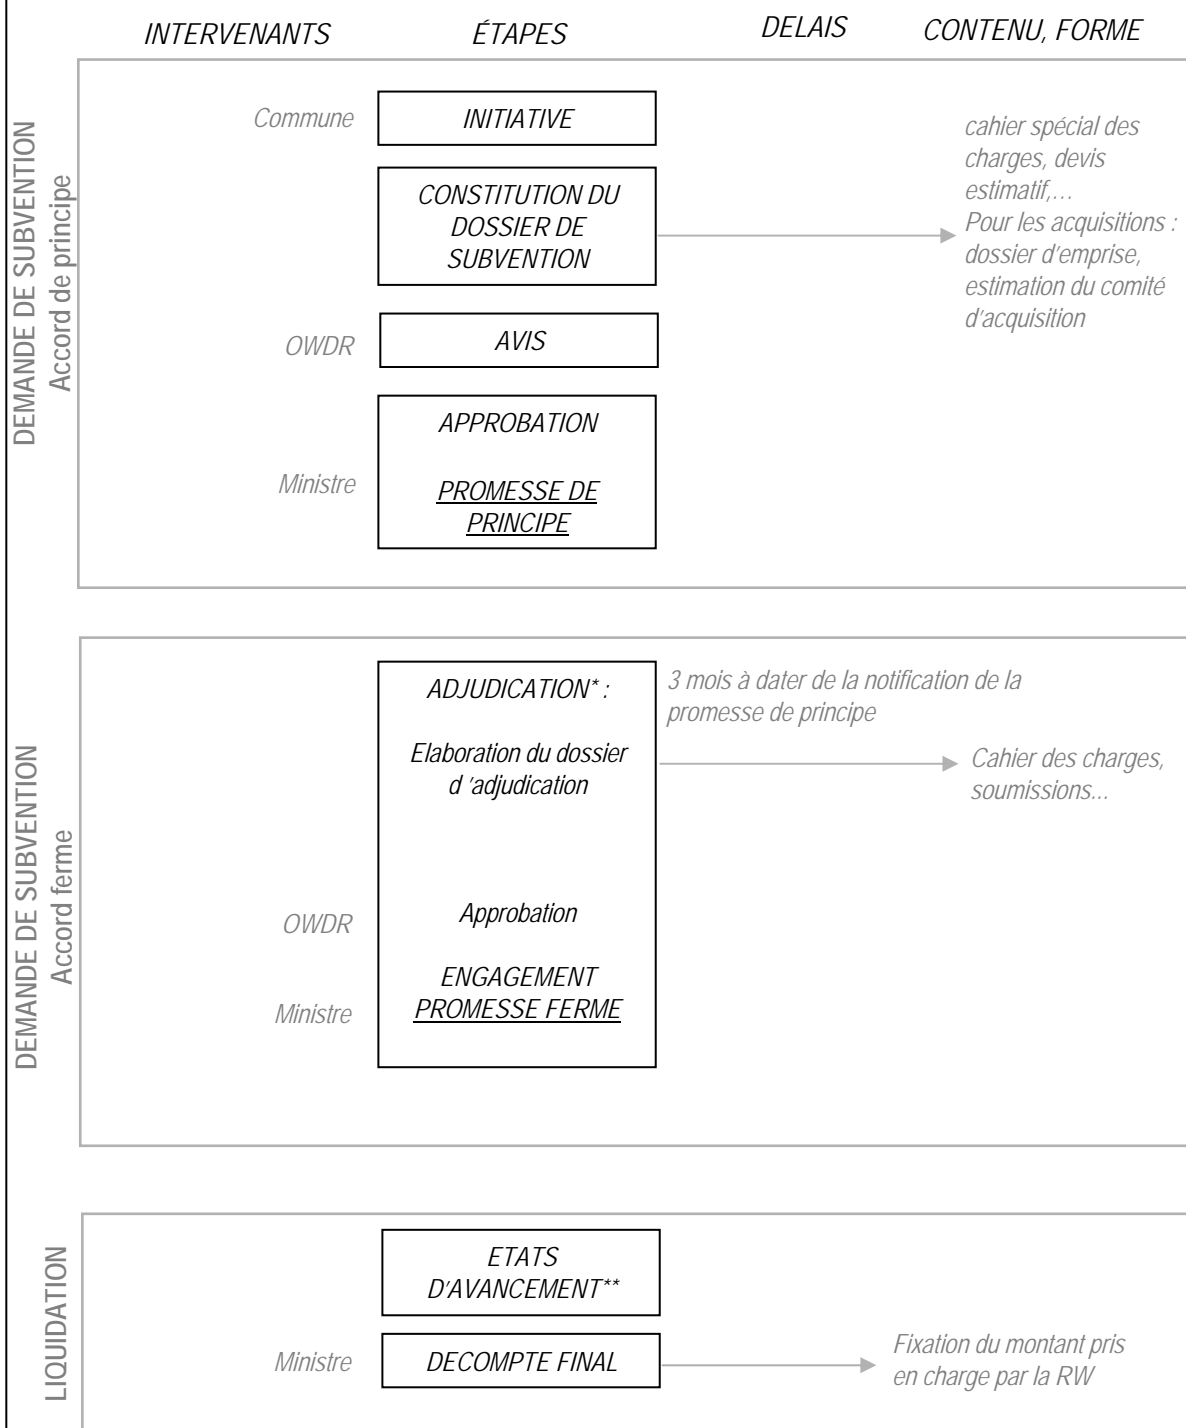 INTERVENANTS ÉTAPES DELAIS CONTENU, FORME
DEMANDE DE SUBVENTION
Accord de principe
Commune
INITIATIVE
CONSTITUTION DU
DOSSIER DE
SUBVENTION
cahier spécial des
charges, devis
estimatif,...
Pour les acquisitions :
dossier d'emprise,
estimation du comité
d'acquisition
OWDR
AVIS
APPROBATION
Ministre
PROMESSE DE
PRINCIPE
DEMANDE DE SUBVENTION
Accord ferme
ADJUDICATION* :
3 mois à dater de la notification de la
promesse de principe
Elaboration du dossier
d 'adjudication
Cahier des charges,
soumissions...
OWDR
Approbation
ENGAGEMENT
Ministre
PROMESSE FERME
LIQUIDATION
ETATS
D'AVANCEMENT**
Ministre
DECOMPTE FINAL
Fixation du montant pris
en charge par la RW